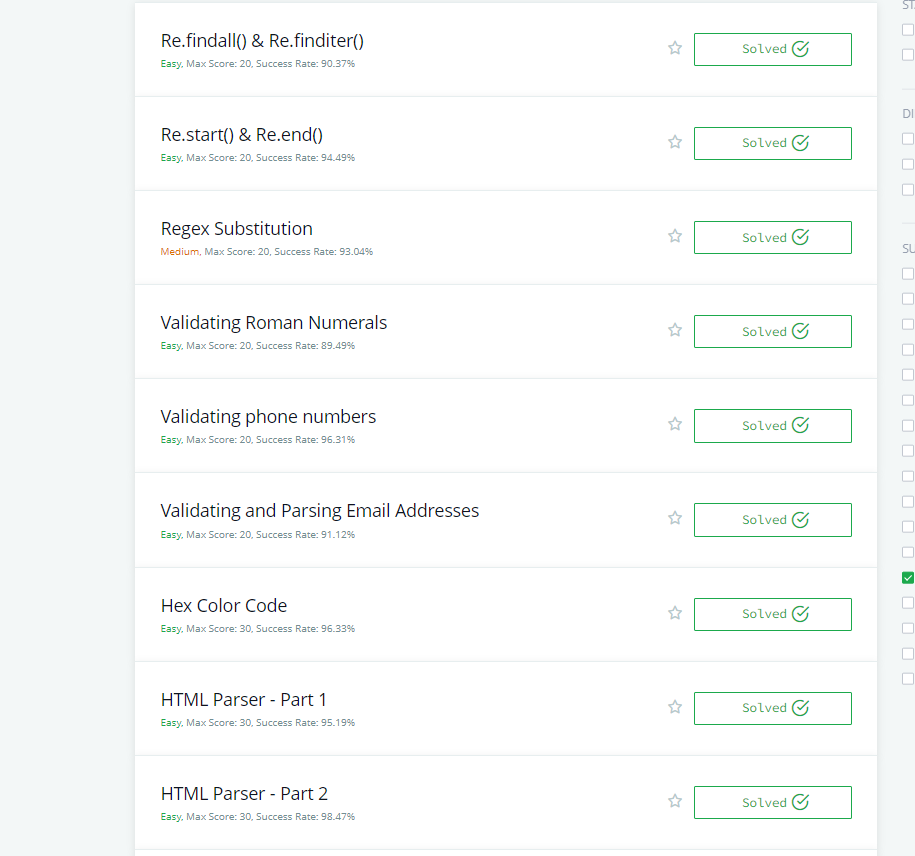 ST
Re.findall() & Re.finditer()
Easy, Max Score: 20, Success Rate: 90.37%
Solved
DI
Re.start() & Re.end()
Easy, Max Score: 20, Success Rate: 94.49%
Solved
Regex Substitution
Medium, Max Score: 20, Success Rate: 93.04%
Solved
SU
Validating Roman Numerals
Easy, Max Score: 20, Success Rate: 89.49%
Solved
Validating phone numbers
Easy, Max Score: 20, Success Rate: 96.31%
Solved
Validating and Parsing Email Addresses
Easy, Max Score: 20, Success Rate: 91.12%
Solved
Hex Color Code
Easy, Max Score: 30, Success Rate: 96.33%
Solved
HTML Parser - Part 1
Easy, Max Score: 30, Success Rate: 95.19%
Solved
HTML Parser - Part 2
Easy, Max Score: 30, Success Rate: 98.47%
Solved